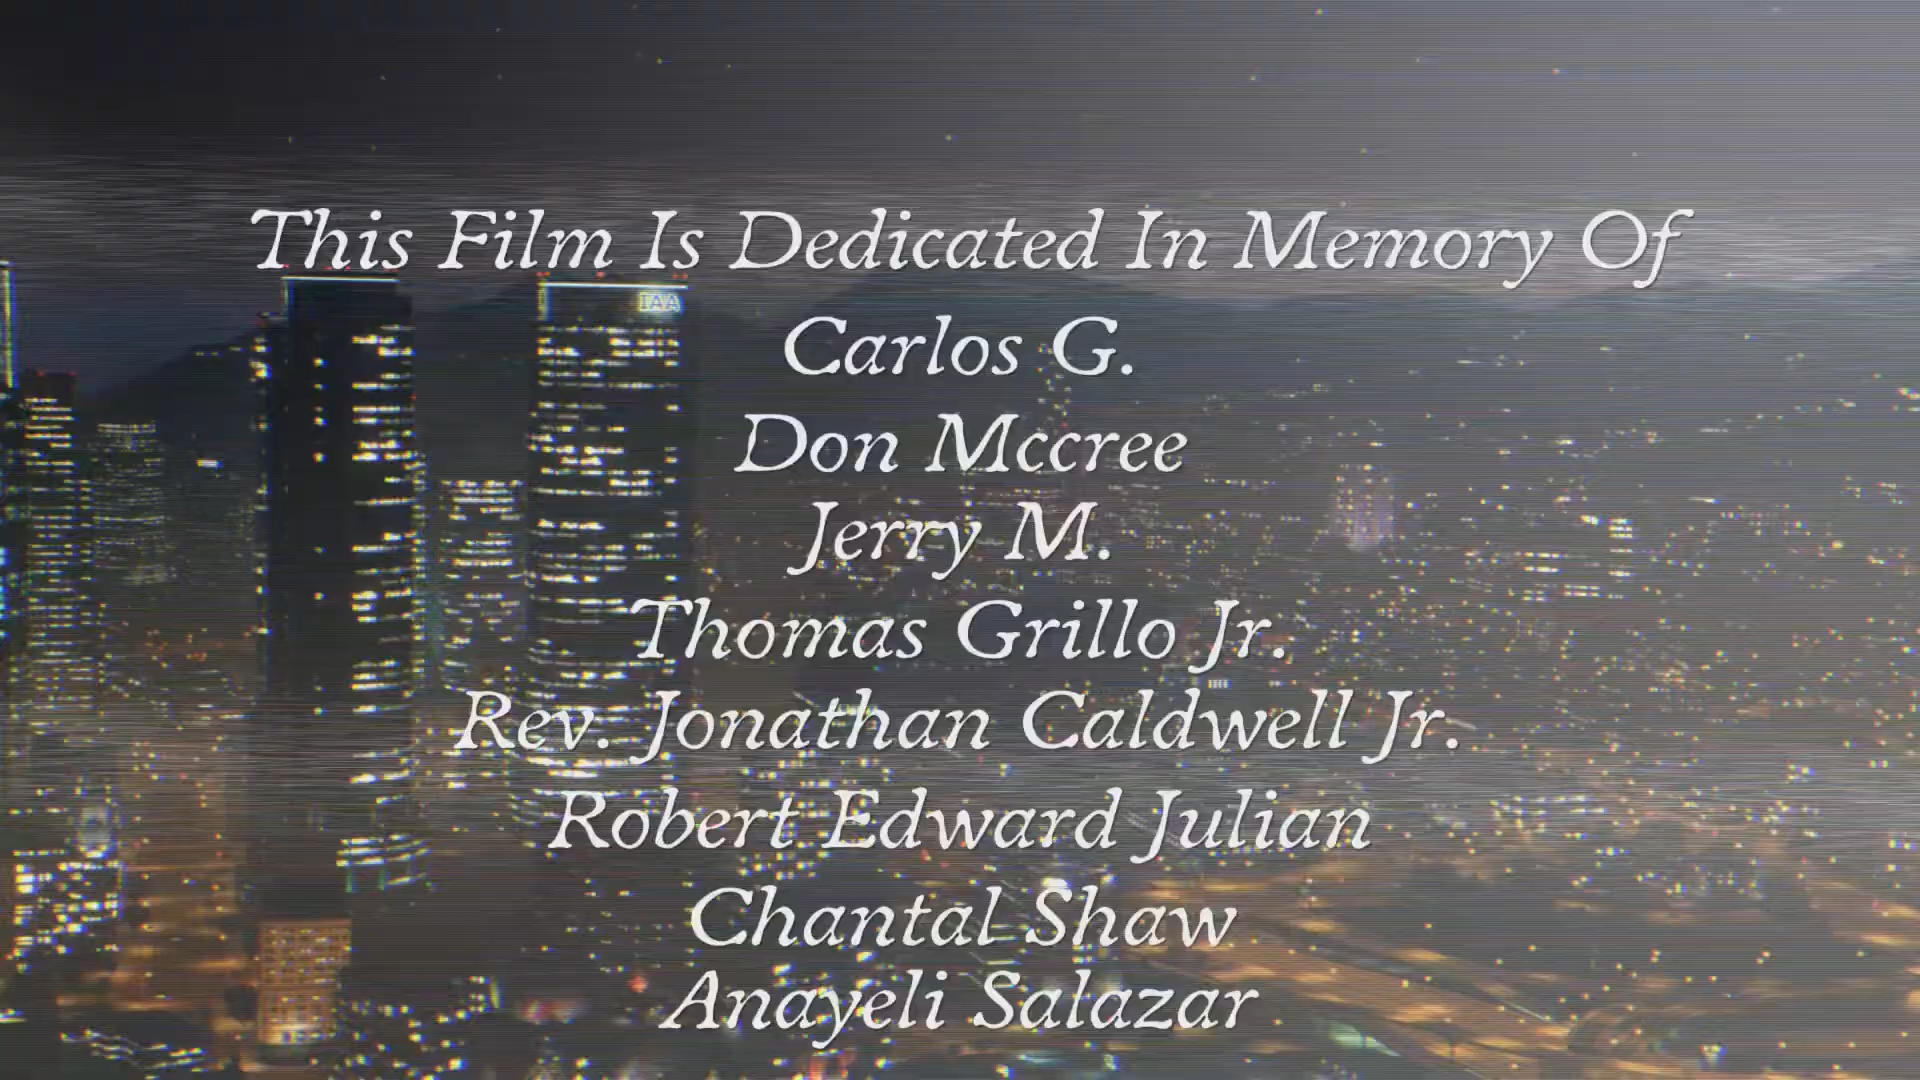 This Film Is Dedicated In Memory Of
IAA
Carlos G.
Don Mccree
Jerry M.
Thomas Grillo Jr.
Rev. Jonathan Caldwell Jr.
Robert Edward Julian
Chantal Shaw
Anayeli Salazar